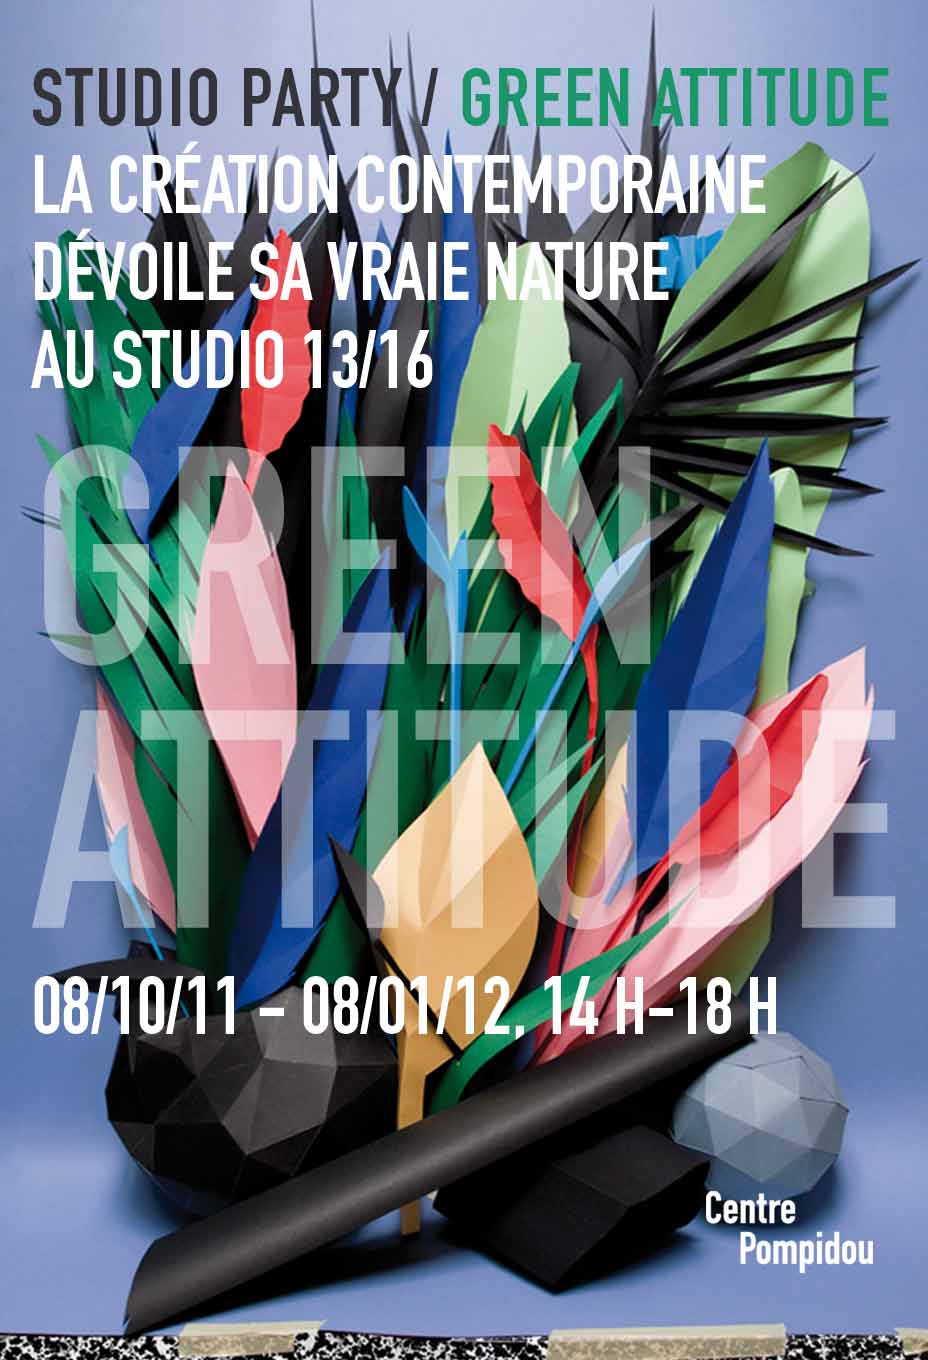 STUDIO PARTY / GREEN ATTITUDE
LA CRÉATION CONTEMPORAINE
DÉVOILE SA VRAIE NATURE
AU STUDIO 13/16
GREEN
ATTITUDE
08/10/11 – 08/01/12, 14 H–18 H
Centre
Pompidou